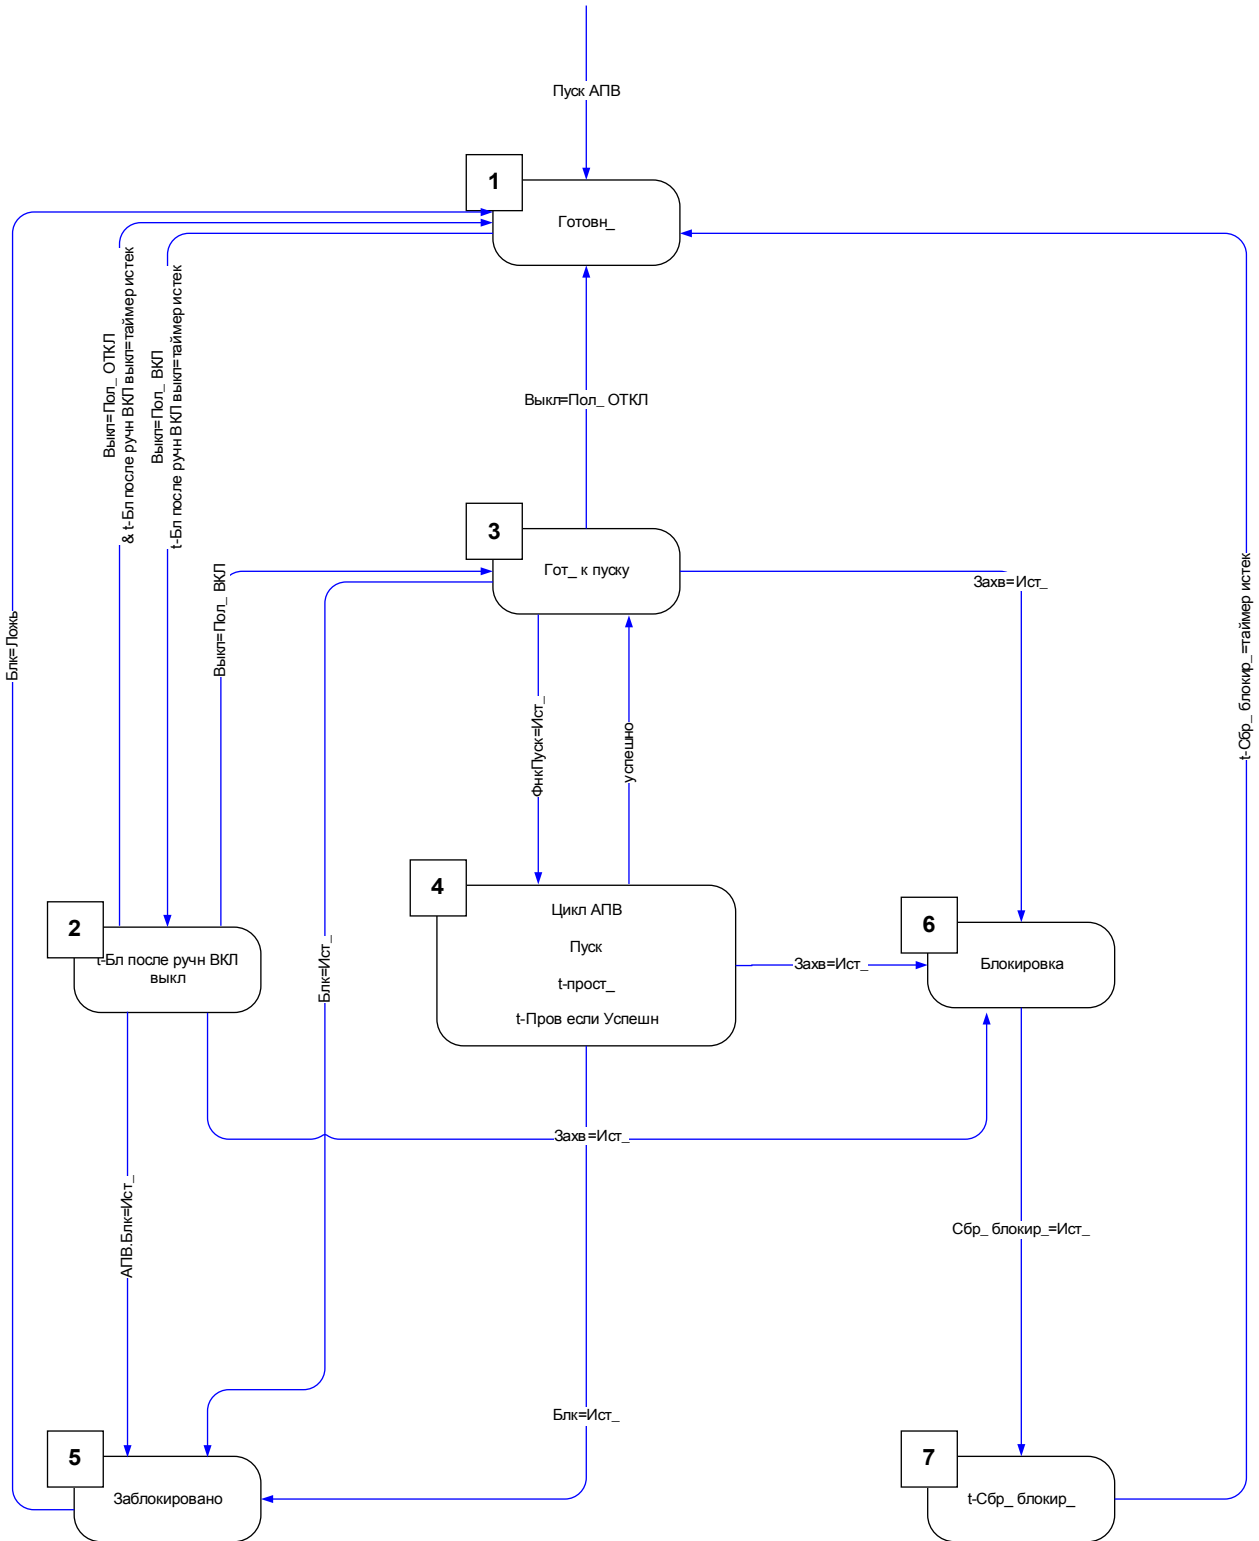 Пуск АПВ
1
Готовн_
Выкл=Пол_ ОТКЛ
& t-Бл после ручн ВКЛ выкл=таймер истек
Выкл=Пол_ ВКЛ
t-Бл после ручн ВКЛ выкл=таймер истек
Выкл=Пол_ ОТКЛ
3
Гот_ к пуску
Захв=Ист_
Выкл=Пол_ ВКЛ
Блк=Ложь
t-Сбр_ блокир_=таймер истек
ФнкПуск=Ист_
успешно
4
Цикл АПВ
Пуск
t-прост_
t-Пров если Успешн
2
t-Бл после ручн ВКЛ
выкл
6
Блокировка
Захв=Ист_
Блк=Ист_
Захв=Ист_
АПВ.Блк=Ист_
Сбр_ блокир_=Ист_
Блк=Ист_
5
Заблокировано
7
t-Сбр_ блокир_